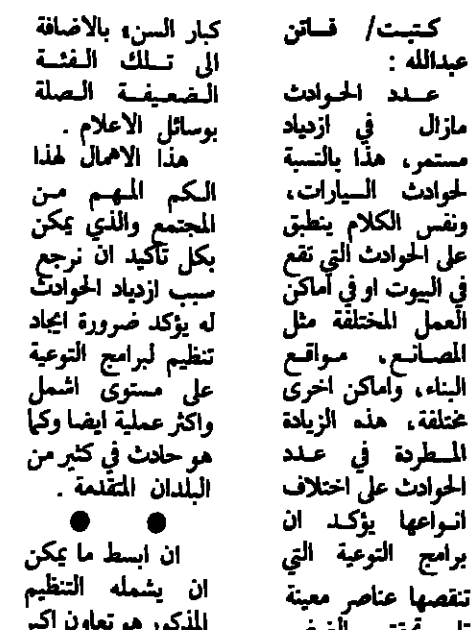 كتبت/ فاتن
عبدالله :
عدد الحوادث
مازال في ازدياد
مستمر، هذا بالنسبة
لحوادث السيارات،
ونفس الكلام ينطبق
على الحوادث التي تقع
في البيوت او في اماكن
العمل المختلفة مثل
المصانع، مواقع
البناء، واماكن اخرى
مختلفة، هذه الزيادة
المطردة في عدد
الحوادث على اختلاف
انواعها يؤكد ان
برامج التوعية التي
تنقصها عناصر معينة
كبار السن، بالاضافة
الى تلك الفئة
الضعيفة الصلة
بوسائل الاعلام .
هذا الاهمال لهذا
الكم المهم من
المجتمع والذي يمكن
بكل تأكيد ان نرجع
سبب ازدياد الحوادث
له يؤكد ضرورة ايجاد
تنظيم لبرامج التوعية
على مستوى اشمل
واكثر عملية ايضا وكما
هو حادث في كثير من
البلدان المتقدمة .
● ●
ان ابسط ما يمكن
ان يشمله التنظيم
المذكور هو تعاون اكبر